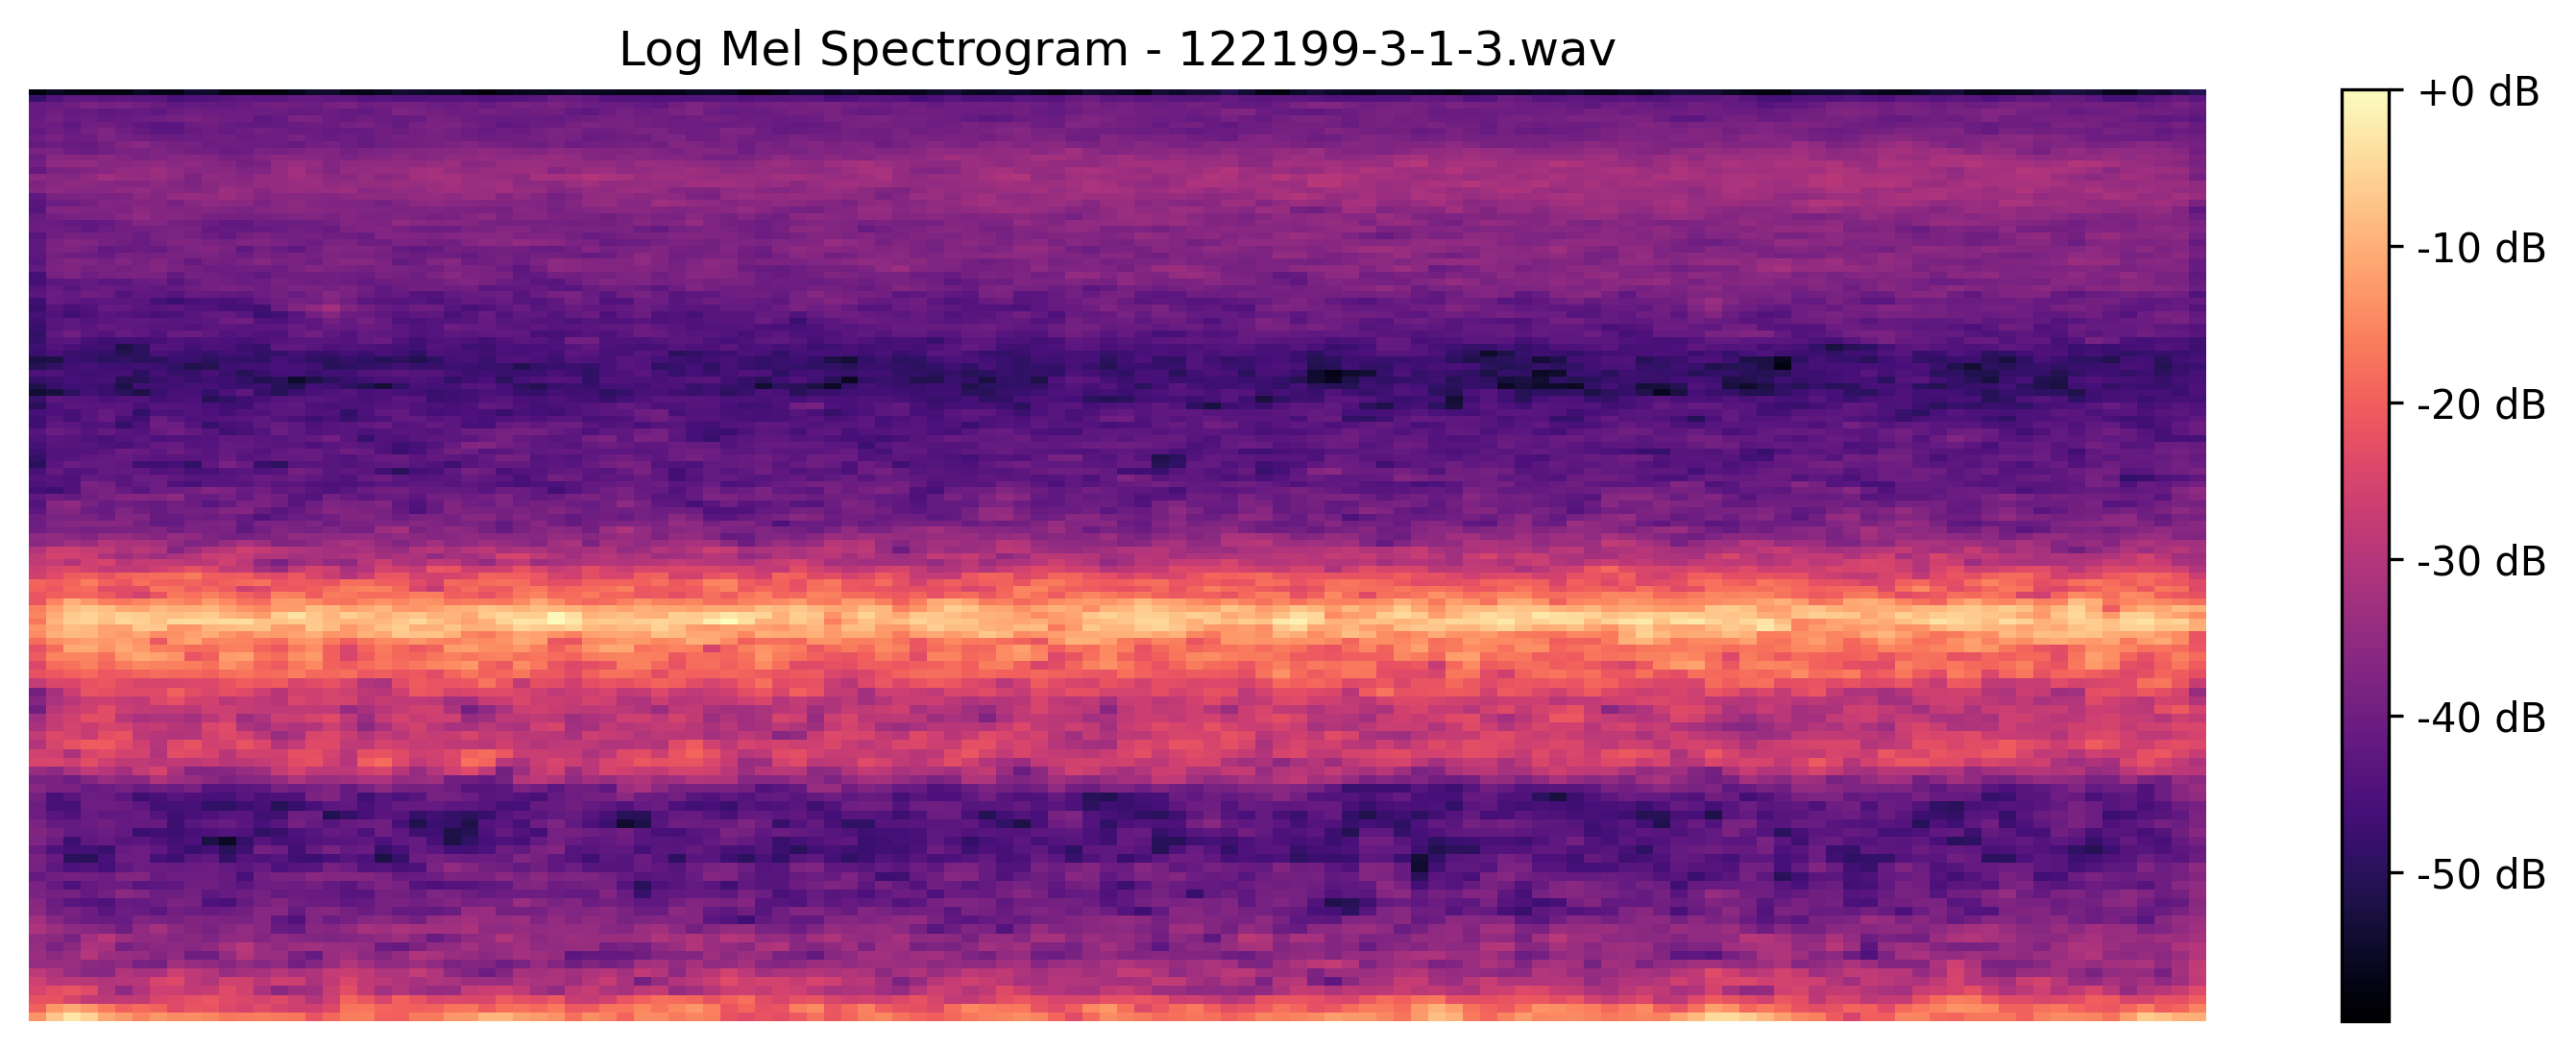 Log Mel Spectrogram - 122199-3-1-3.wav
+0 dB
-10 dB
-20 dB
-30 dB
-40 dB
-50 dB